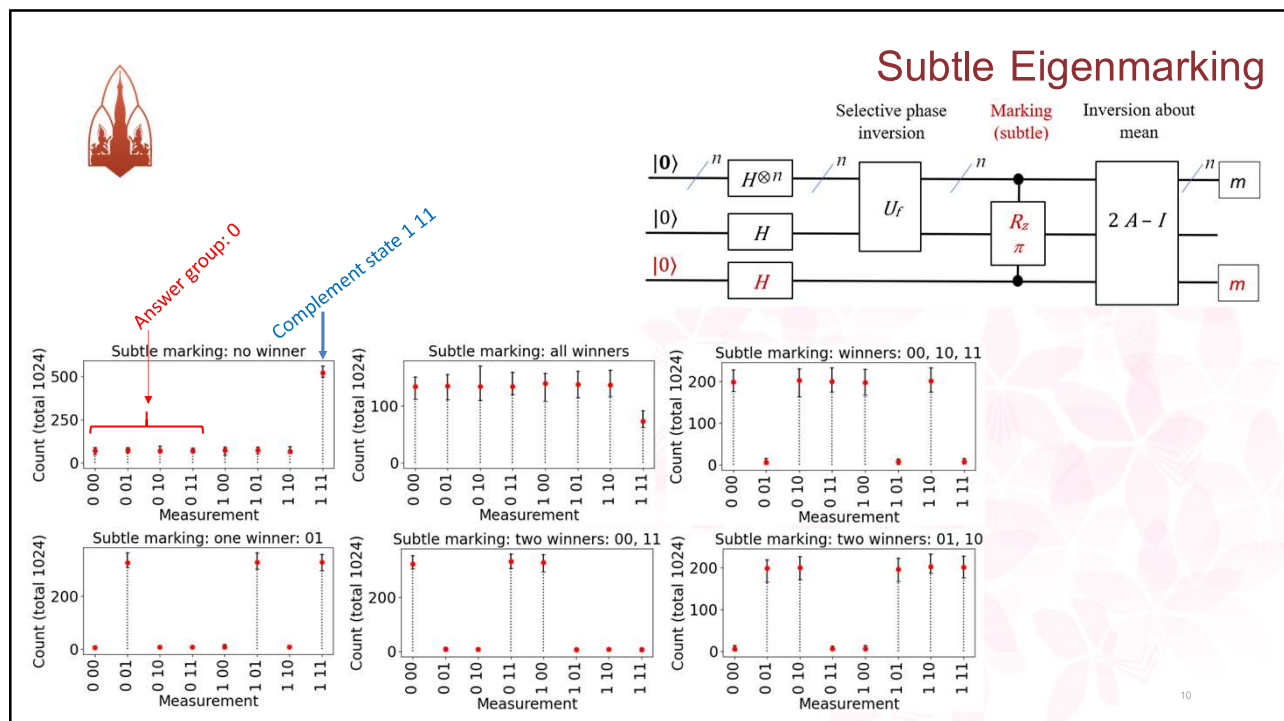 Subtle Eigenmarking
Selective phase inversion
Marking (subtle)
Inversion about mean
|0⟩ n H⊗n n U_f n 2 A – I n m
|0⟩ H R_z π
|0⟩ H m
Answer group: 0
Complement state 1 11
Subtle marking: no winner
Count (total 1024)
500
250
0
0 00 0 01 0 10 0 11 1 00 1 01 1 10 1 11
Measurement
Subtle marking: all winners
Count (total 1024)
100
0
0 00 0 01 0 10 0 11 1 00 1 01 1 10 1 11
Measurement
Subtle marking: winners: 00, 10, 11
Count (total 1024)
200
100
0
0 00 0 01 0 10 0 11 1 00 1 01 1 10 1 11
Measurement
Subtle marking: one winner: 01
Count (total 1024)
200
0
0 00 0 01 0 10 0 11 1 00 1 01 1 10 1 11
Measurement
Subtle marking: two winners: 00, 11
Count (total 1024)
200
0
0 00 0 01 0 10 0 11 1 00 1 01 1 10 1 11
Measurement
Subtle marking: two winners: 01, 10
Count (total 1024)
200
100
0
0 00 0 01 0 10 0 11 1 00 1 01 1 10 1 11
Measurement
10